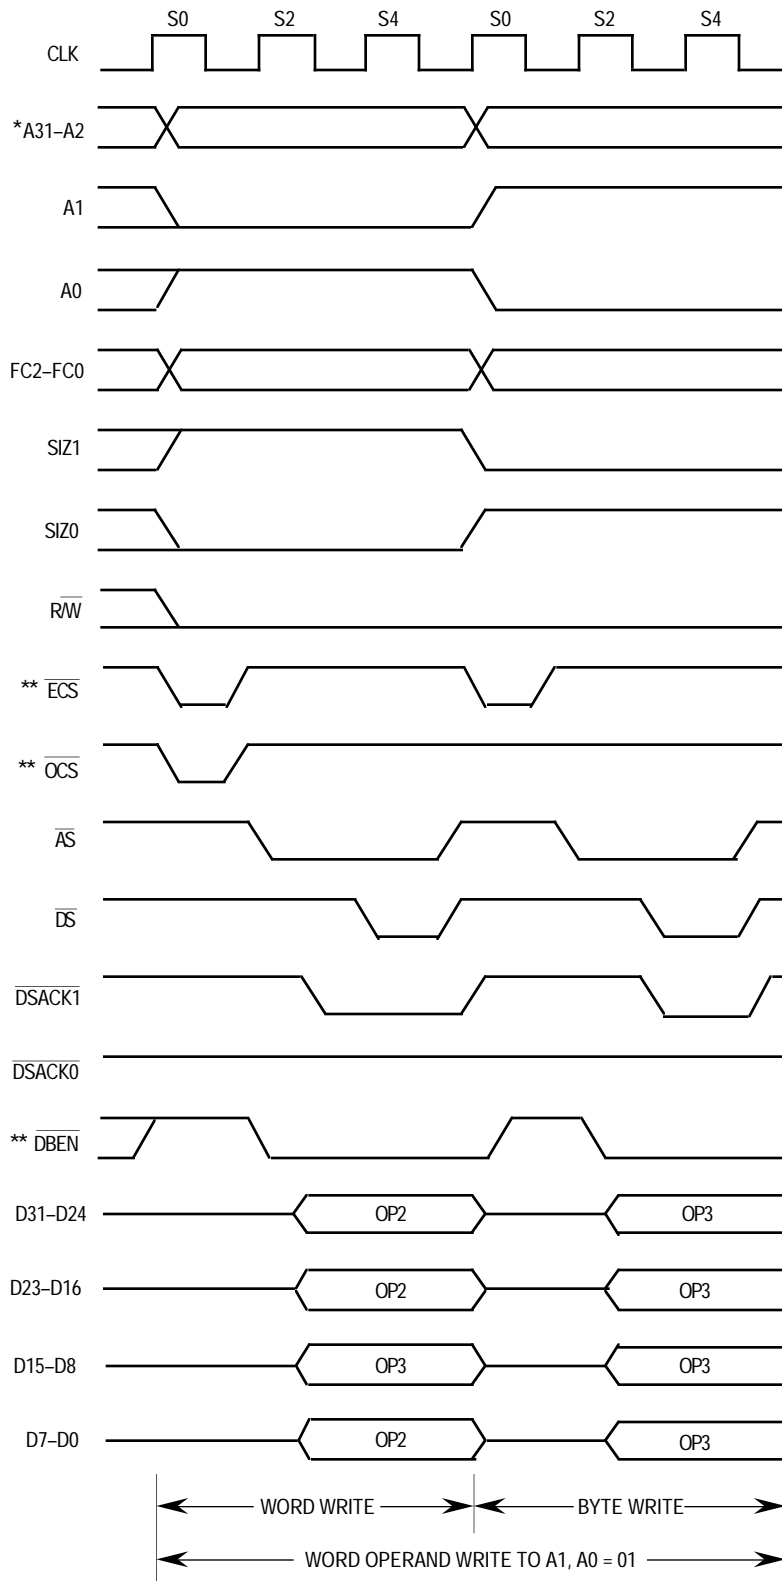 S0 S2 S4 S0 S2 S4
CLK
*A31–A2
A1
A0
FC2–FC0
SIZ1
SIZ0
R/W
** ECS
** OCS
AS
DS
DSACK1
DSACK0
** DBEN
D31–D24 OP2 OP3
D23–D16 OP2 OP3
D15–D8 OP3 OP3
D7–D0 OP2 OP3
WORD WRITE BYTE WRITE
WORD OPERAND WRITE TO A1, A0 = 01